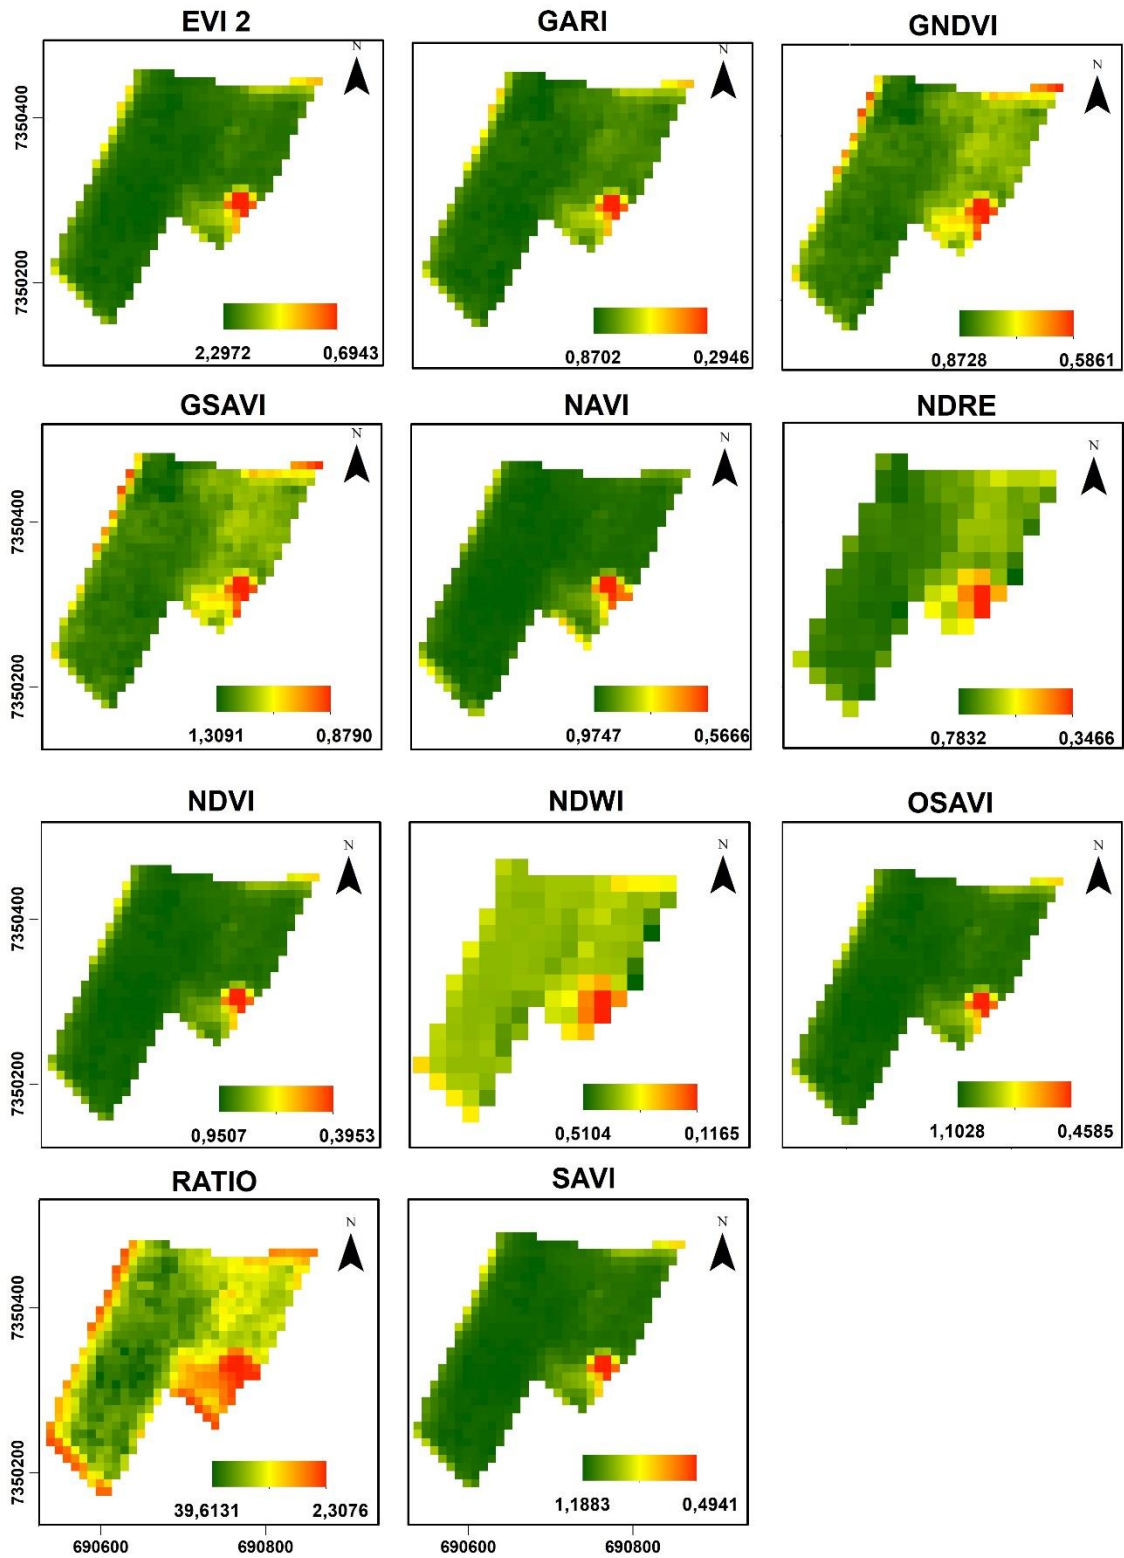 EVI 2
GARI
GNDVI
N
N
N
7350400
7350200
2,2972 0,6943
0,8702 0,2946
0,8728 0,5861
GSAVI
NAVI
NDRE
N
N
N
7350400
7350200
1,3091 0,8790
0,9747 0,5666
0,7832 0,3466
NDVI
NDWI
OSAVI
N
N
N
7350400
7350200
0,9507 0,3953
0,5104 0,1165
1,1028 0,4585
RATIO
SAVI
N
N
7350400
7350200
39,6131 2,3076
1,1883 0,4941
690600 690800
690600 690800